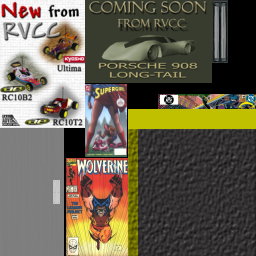 New from
RVCC
KYOSHO
Ultima
RC10B2
RC10T2
COMING SOON
FROM RVCC
PORSCHE 908
LONG-TAIL
SUPERGIRL
WOLVERINE